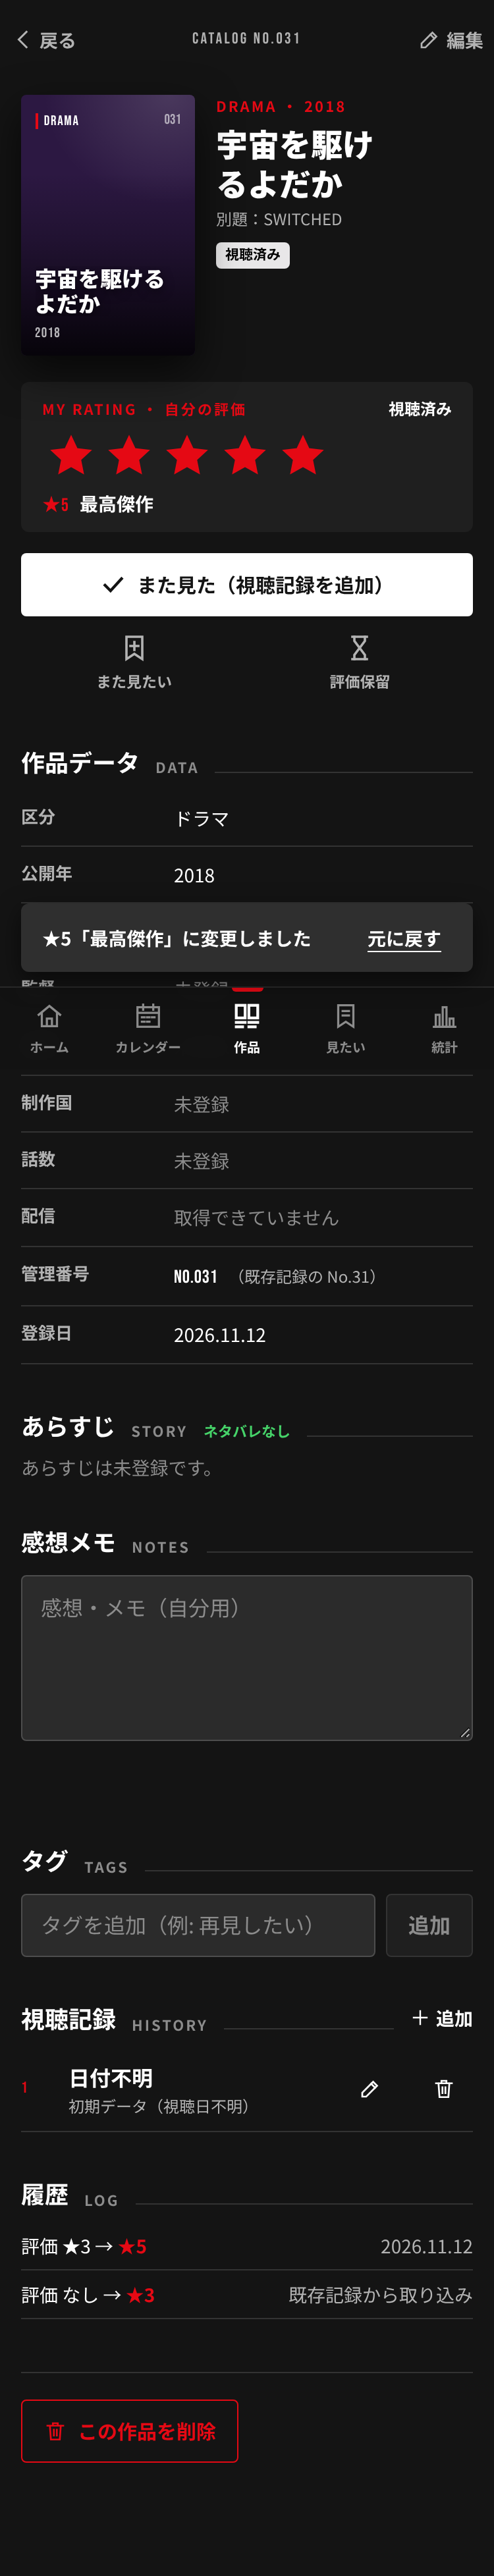 戻る
CATALOG NO.031
編集
DRAMA
031
宇宙を駆ける
よだか
2018
DRAMA ・ 2018
宇宙を駆け
るよだか
別題：SWITCHED
視聴済み
MY RATING ・ 自分の評価
視聴済み
★5 最高傑作
また見た（視聴記録を追加）
また見たい
評価保留
作品データ DATA
区分 ドラマ
公開年 2018
★5「最高傑作」に変更しました 元に戻す
監督 未登録
ホーム
カレンダー
作品
見たい
統計
制作国 未登録
話数 未登録
配信 取得できていません
管理番号 NO.031 （既存記録の No.31）
登録日 2026.11.12
あらすじ STORY ネタバレなし
あらすじは未登録です。
感想メモ NOTES
感想・メモ（自分用）
タグ TAGS
タグを追加（例: 再見したい） 追加
視聴記録 HISTORY ＋ 追加
1 日付不明
初期データ（視聴日不明）
履歴 LOG
評価 ★3 → ★5 2026.11.12
評価 なし → ★3 既存記録から取り込み
この作品を削除